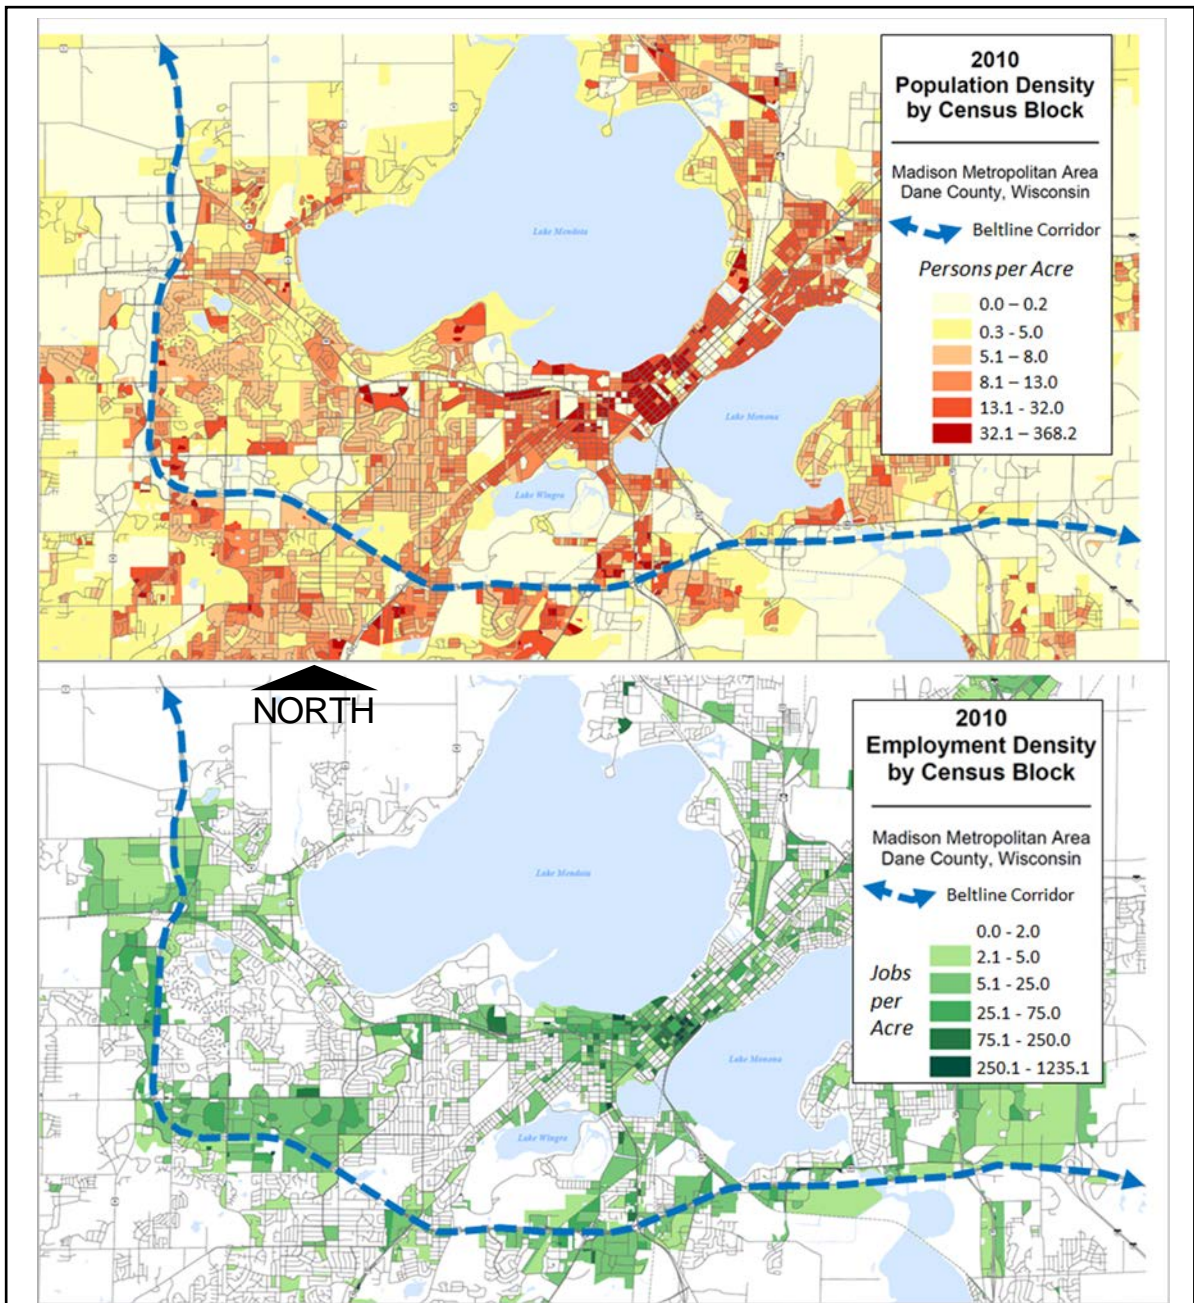 2010
Population Density
by Census Block
Madison Metropolitan Area
Dane County, Wisconsin
Beltline Corridor
Persons per Acre
0.0 – 0.2
0.3 - 5.0
5.1 – 8.0
8.1 – 13.0
13.1 - 32.0
32.1 – 368.2
Lake Mendota
Lake Monona
Lake Wingra
NORTH
2010
Employment Density
by Census Block
Madison Metropolitan Area
Dane County, Wisconsin
Beltline Corridor
Jobs
per
Acre
0.0 - 2.0
2.1 - 5.0
5.1 - 25.0
25.1 - 75.0
75.1 - 250.0
250.1 - 1235.1
Lake Mendota
Lake Monona
Lake Wingra